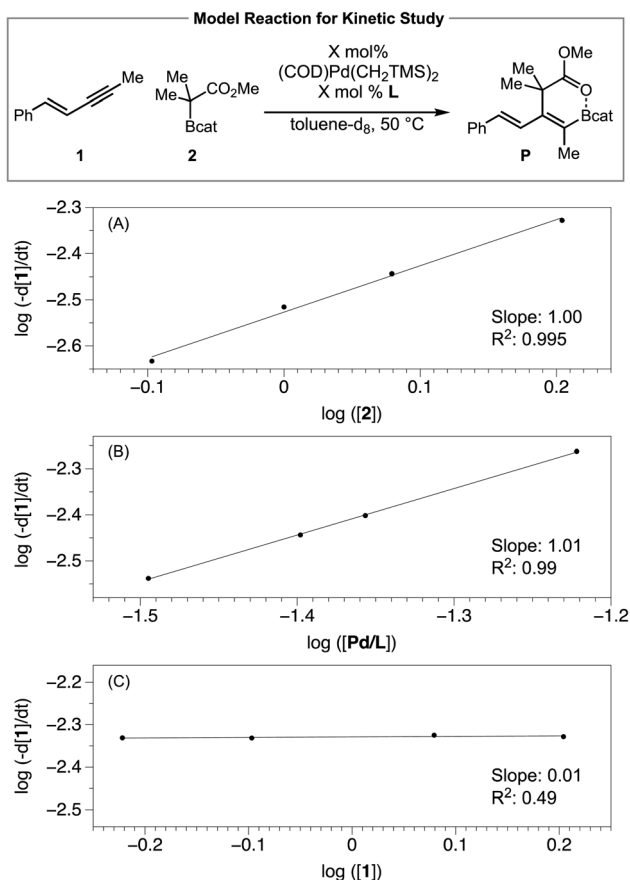 Model Reaction for Kinetic Study
X mol%
(COD)Pd(CH₂TMS)₂
X mol % L
toluene-d₈, 50 °C
Me
Ph
1
Me
Me
CO₂Me
Bcat
2
OMe
Me
Me
O
Bcat
Ph
Me
P
(A)
log (-d[1]/dt)
−2.3
−2.4
−2.5
−2.6
Slope: 1.00
R²: 0.995
−0.1
0
0.1
0.2
log ([2])
(B)
log (-d[1]/dt)
−2.3
−2.4
−2.5
Slope: 1.01
R²: 0.99
−1.5
−1.4
−1.3
−1.2
log ([Pd/L])
(C)
log (-d[1]/dt)
−2.2
−2.3
−2.4
−2.5
Slope: 0.01
R²: 0.49
−0.2
−0.1
0
0.1
0.2
log ([1])